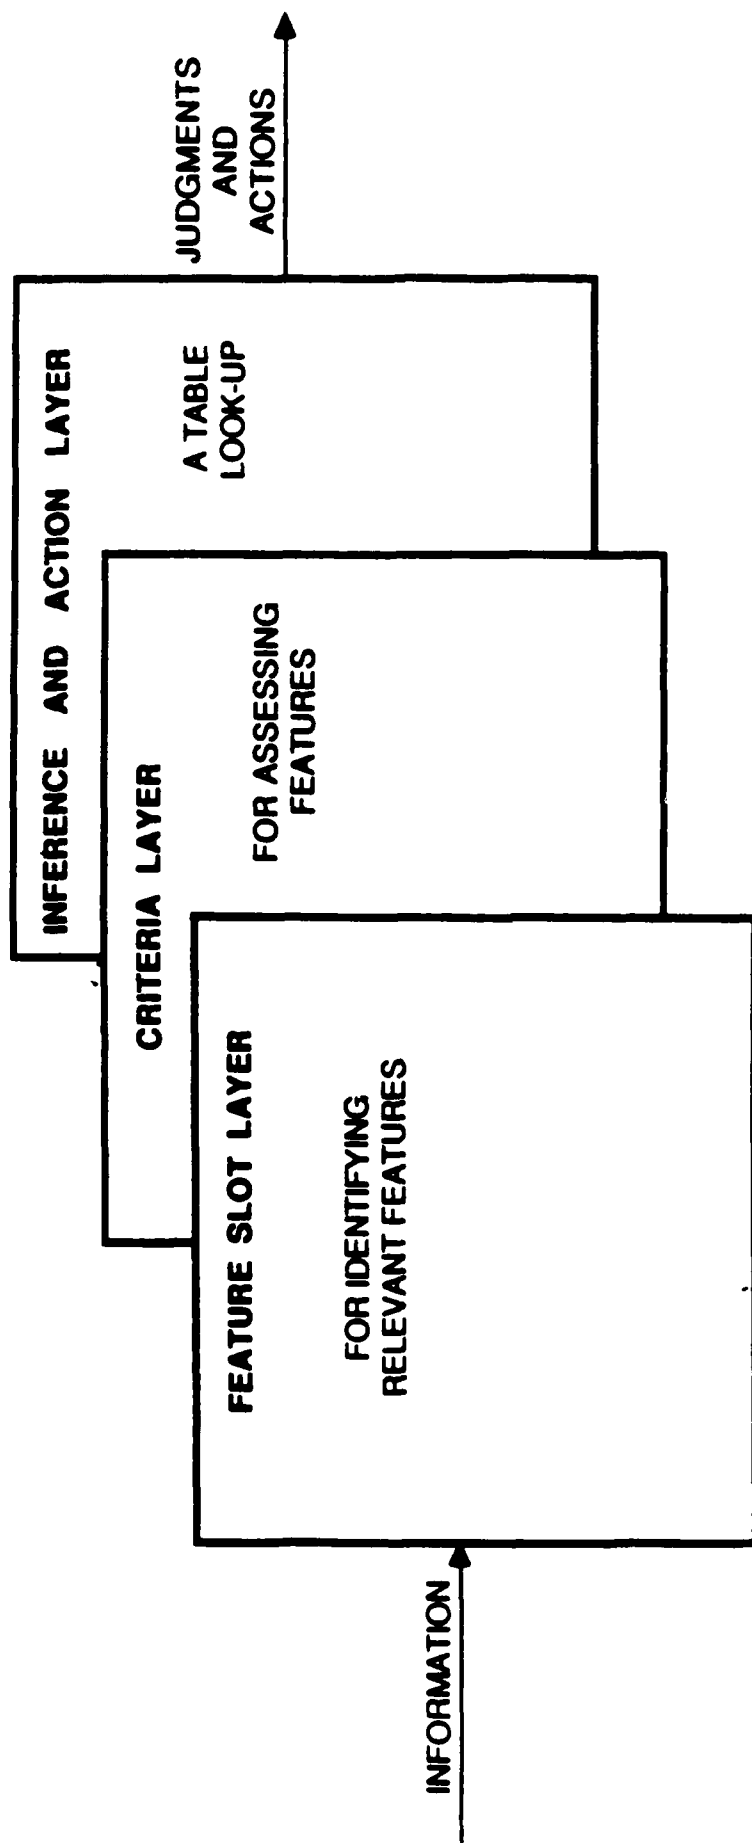 INFERENCE AND ACTION LAYER
A TABLE
LOOK-UP
JUDGMENTS
AND
ACTIONS
CRITERIA LAYER
FOR ASSESSING
FEATURES
FEATURE SLOT LAYER
FOR IDENTIFYING
RELEVANT FEATURES
INFORMATION